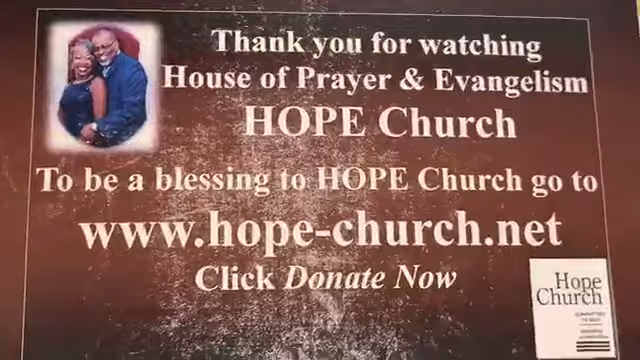 Thank you for watching
House of Prayer & Evangelism
HOPE Church
To be a blessing to HOPE Church go to
www.hope-church.net
Click Donate Now
Hope
Church